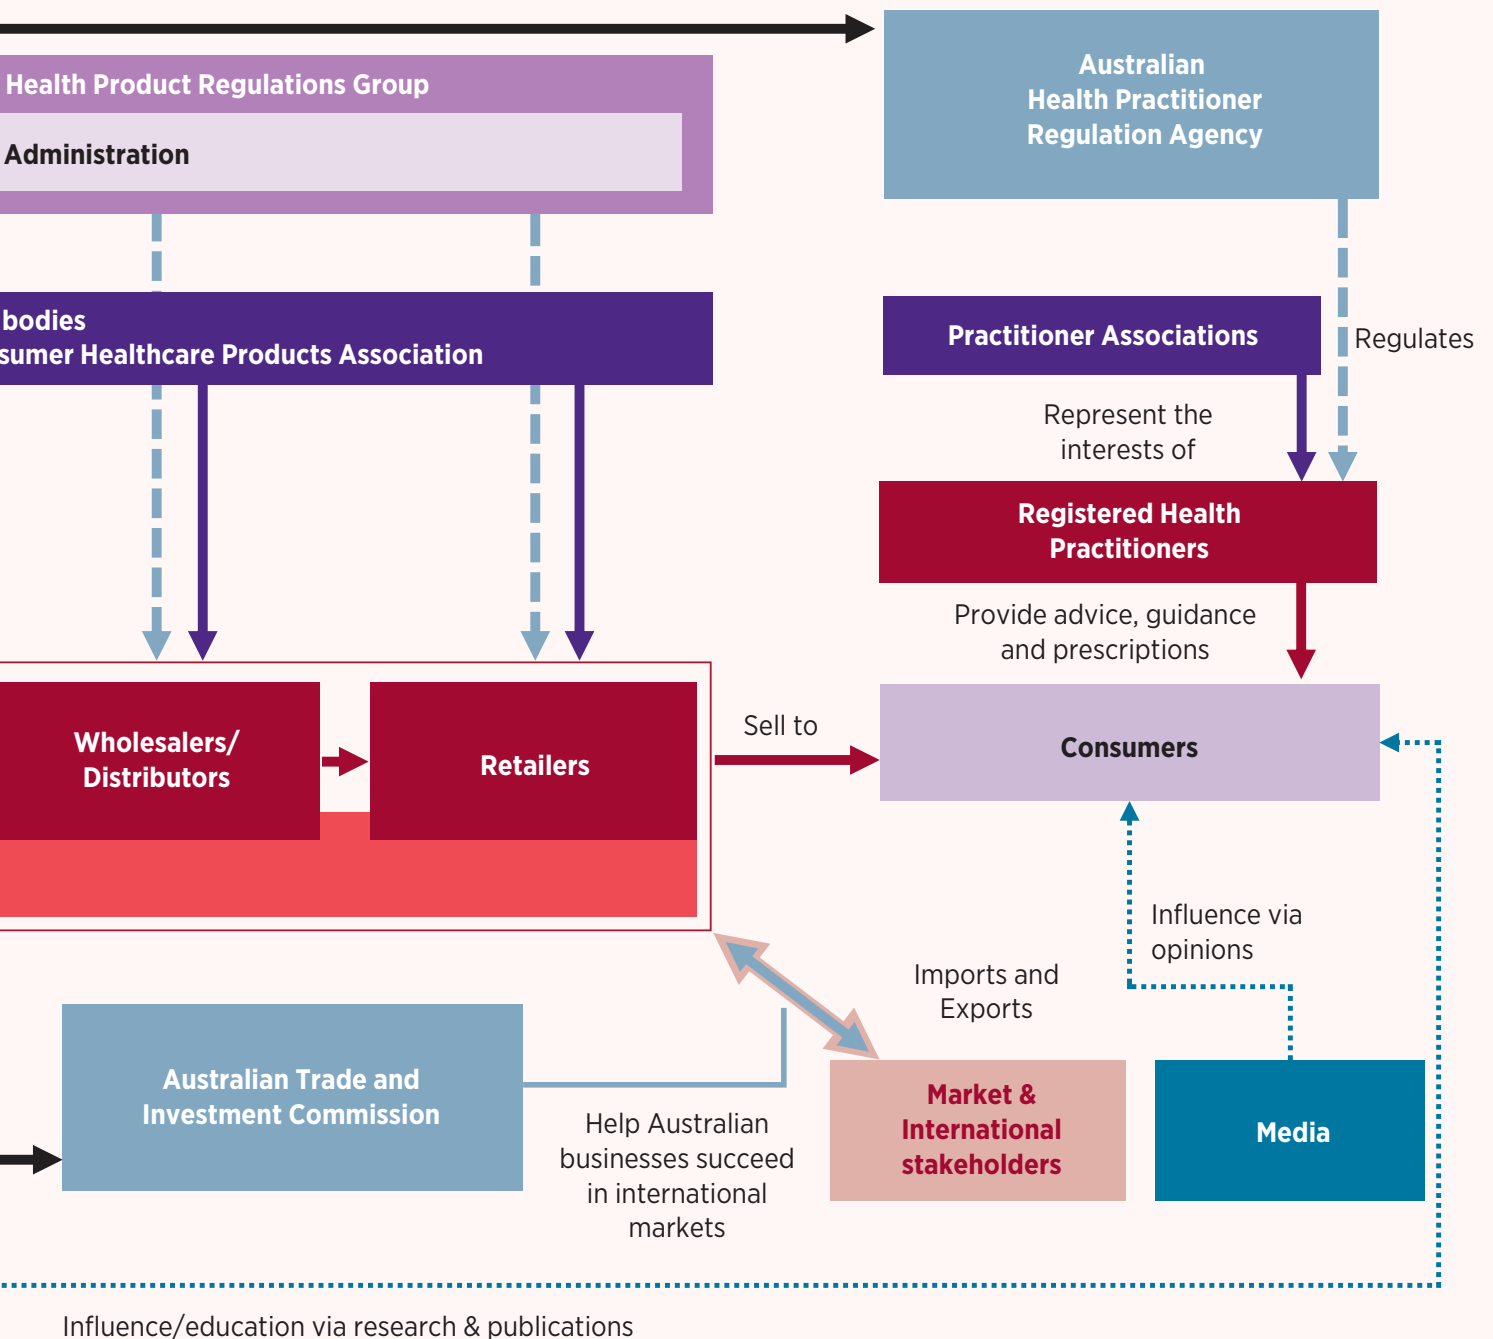 Health Product Regulations Group
Administration
Australian
Health Practitioner
Regulation Agency
bodies
sumer Healthcare Products Association
Practitioner Associations
Regulates
Represent the
interests of
Registered Health
Practitioners
Provide advice, guidance
and prescriptions
Wholesalers/
Distributors
Retailers
Sell to
Consumers
Influence via
opinions
Imports and
Exports
Australian Trade and
Investment Commission
Help Australian
businesses succeed
in international
markets
Market &
International
stakeholders
Media
Influence/education via research & publications